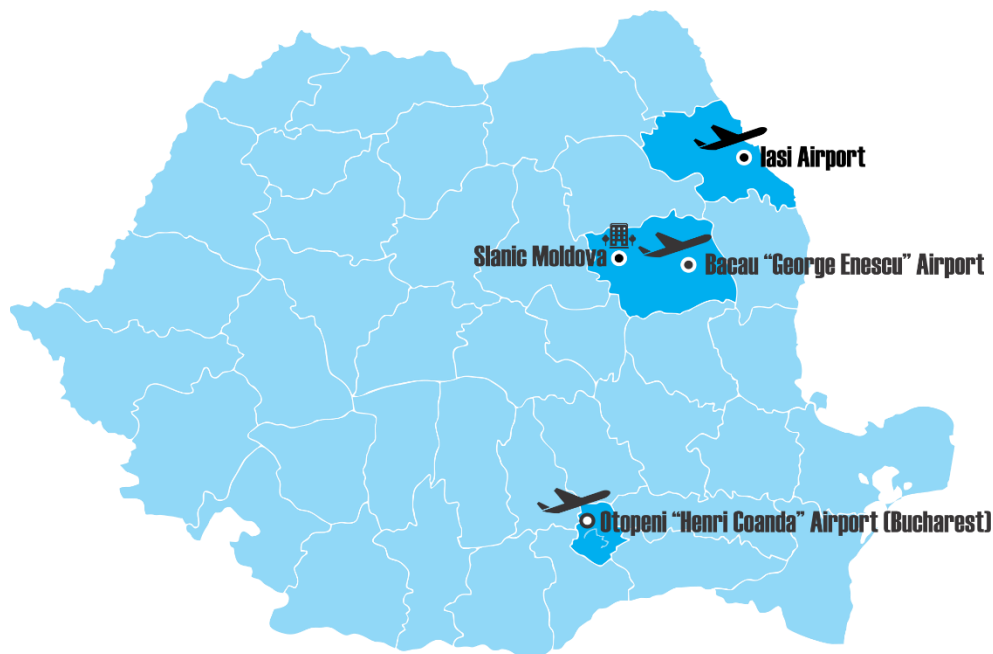 Iasi Airport
Slanic Moldova
Bacau “George Enescu” Airport
Otopeni “Henri Coanda” Airport (Bucharest)